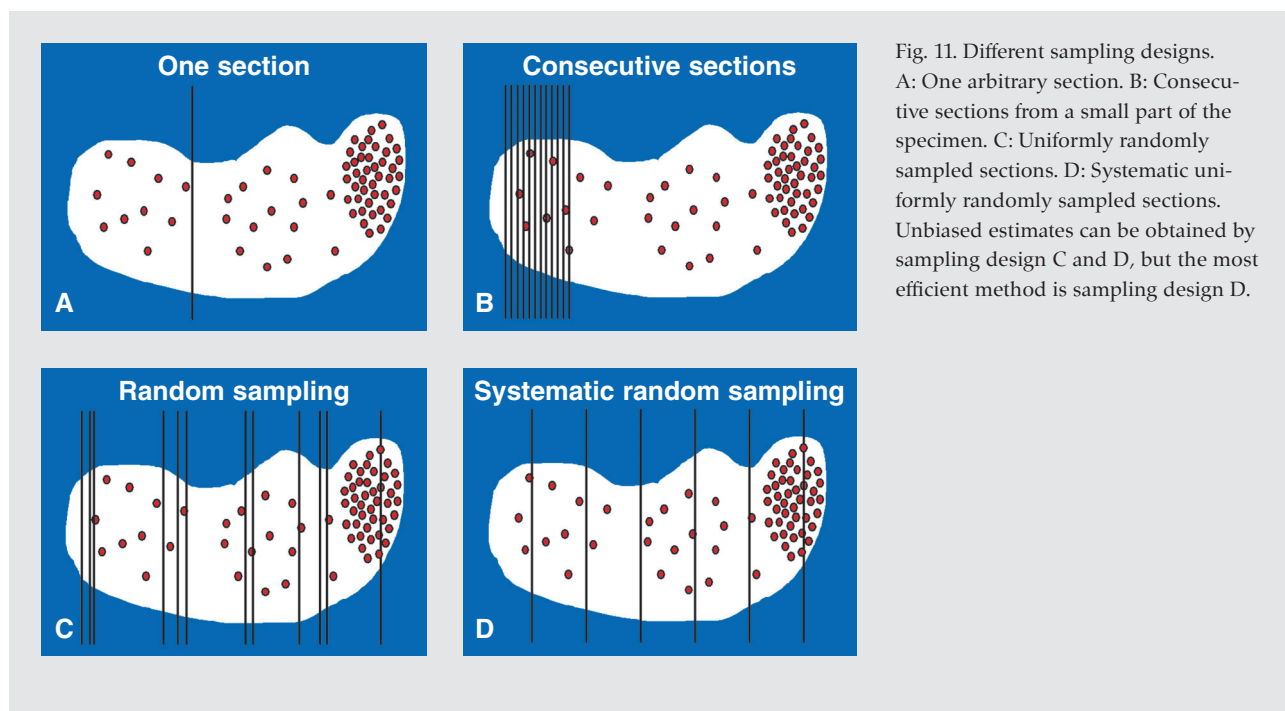 One section
A
Consecutive sections
B
Fig. 11. Different sampling designs.
A: One arbitrary section. B: Consecu-
tive sections from a small part of the
specimen. C: Uniformly randomly
sampled sections. D: Systematic uni-
formly randomly sampled sections.
Unbiased estimates can be obtained by
sampling design C and D, but the most
efficient method is sampling design D.
Random sampling
C
Systematic random sampling
D